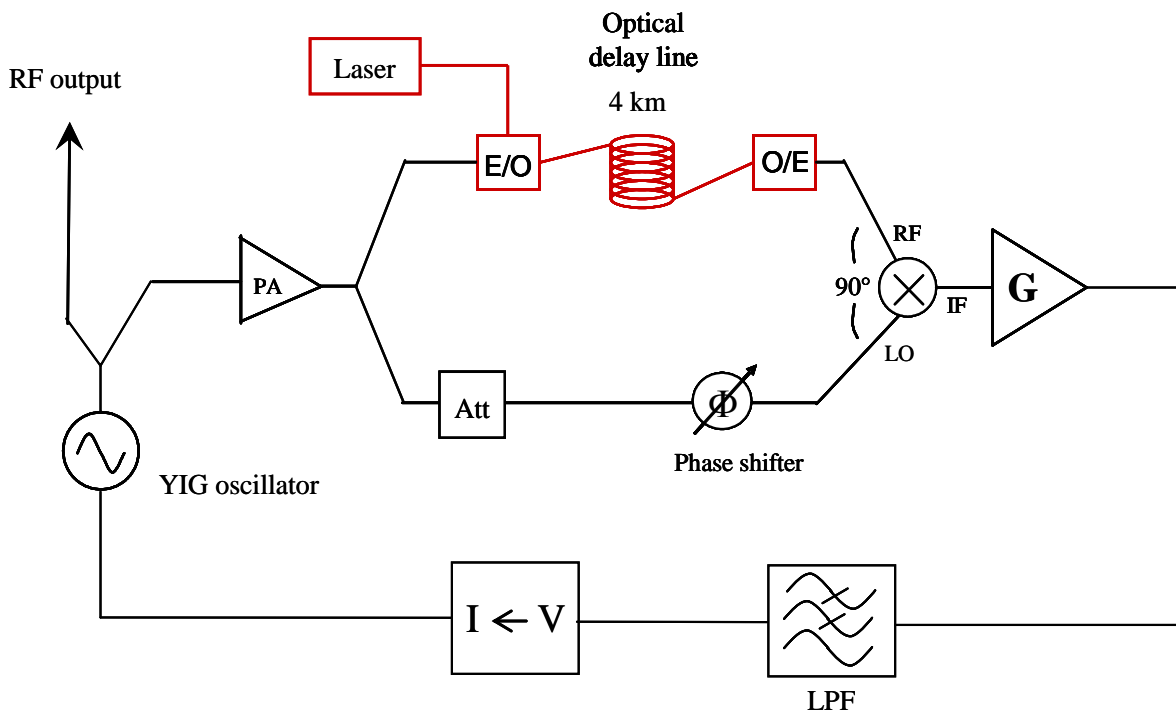 Optical
delay line
4 km
Laser
RF output
E/O
O/E
RF
PA
90°
G
IF
LO
Att
Φ
Phase shifter
YIG oscillator
I ← V
LPF